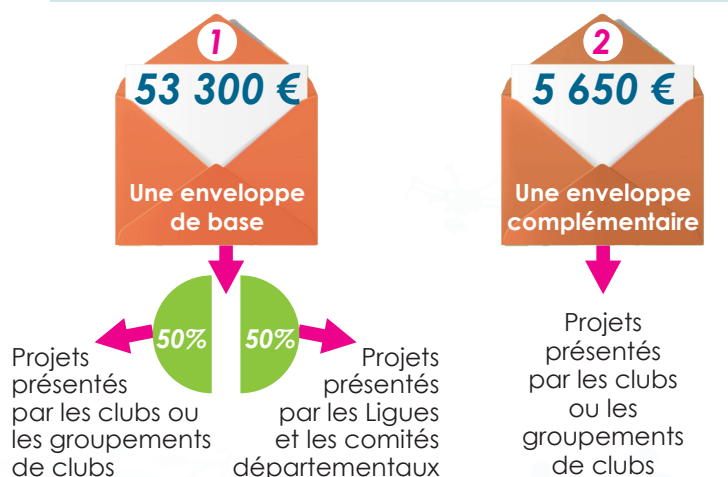 1
53 300 €
Une enveloppe
de base
50%
50%
Projets
présentés
par les clubs ou
les groupements
de clubs
Projets
présentés
par les Ligues
et les comités
départementaux
2
5 650 €
Une enveloppe
complémentaire
Projets
présentés
par les clubs
ou les
groupements
de clubs